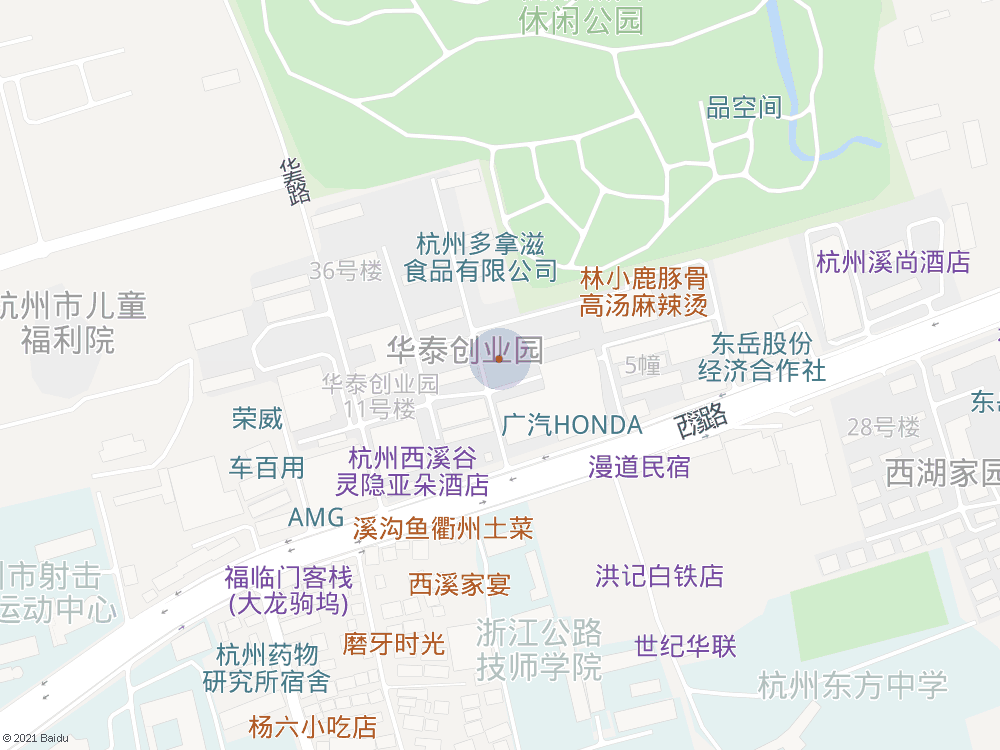 休闲公园
品空间
华泰路
杭州多拿滋
食品有限公司
36号楼
杭州溪尚酒店
林小鹿豚骨
高汤麻辣烫
杭州市儿童
福利院
华泰创业园
东岳股份
经济合作社
5幢
华泰创业园
11号楼
荣威
广汽HONDA
西溪路
28号楼
车百用
杭州西溪谷
灵隐亚朵酒店
漫道民宿
西湖家园
AMG
溪沟鱼衢州土菜
福临门客栈
(大龙驹坞)
西溪家宴
洪记白铁店
州市射击
运动中心
磨牙时光
浙江公路
技师学院
世纪华联
杭州药物
研究所宿舍
杭州东方中学
杨六小吃店
© 2021 Baidu